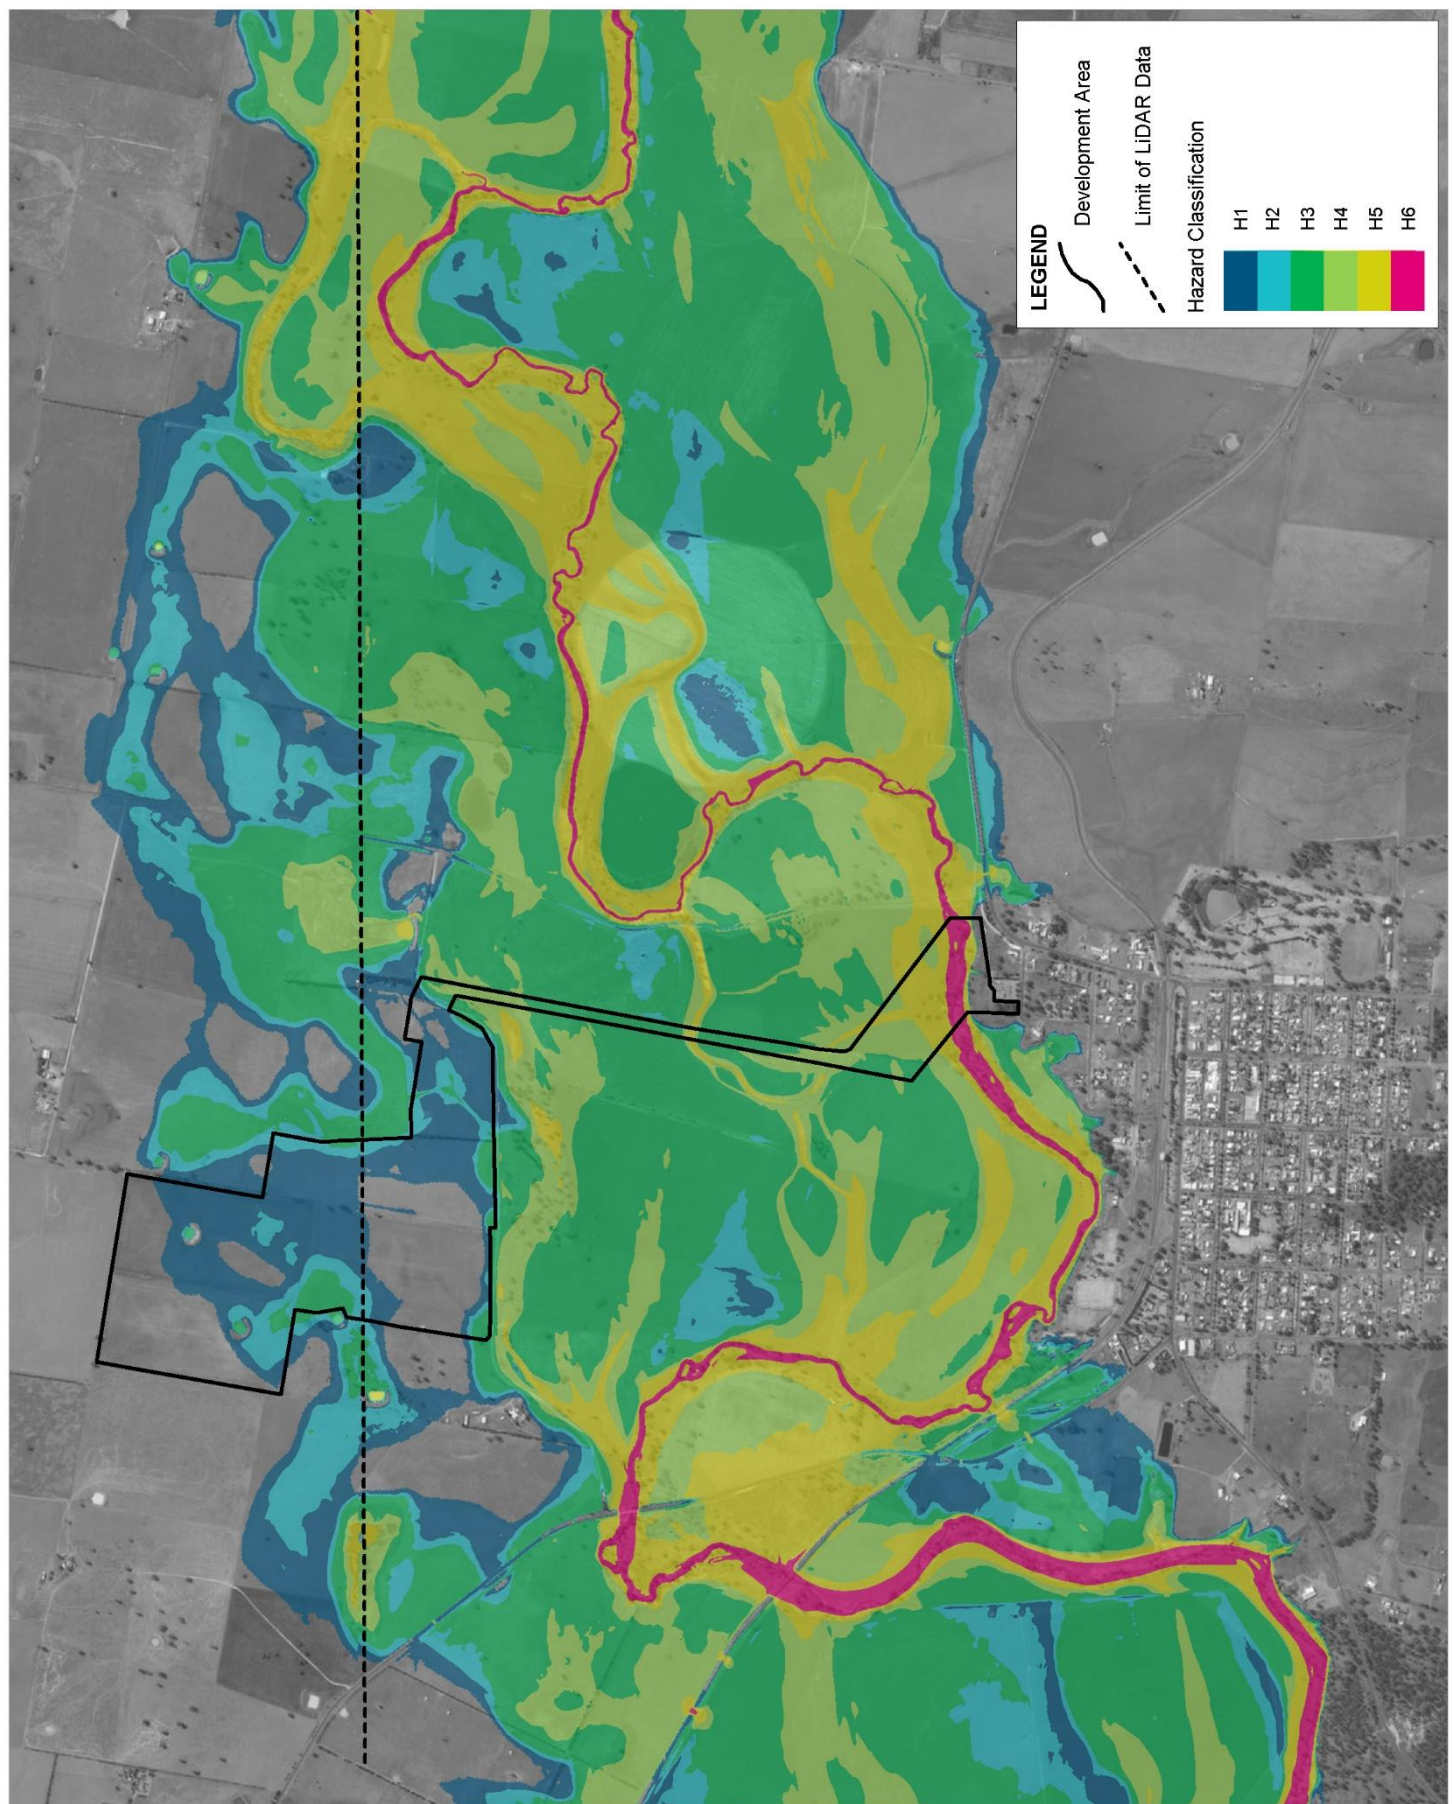 LEGEND
Development Area
Limit of LiDAR Data
Hazard Classification
H1
H2
H3
H4
H5
H6